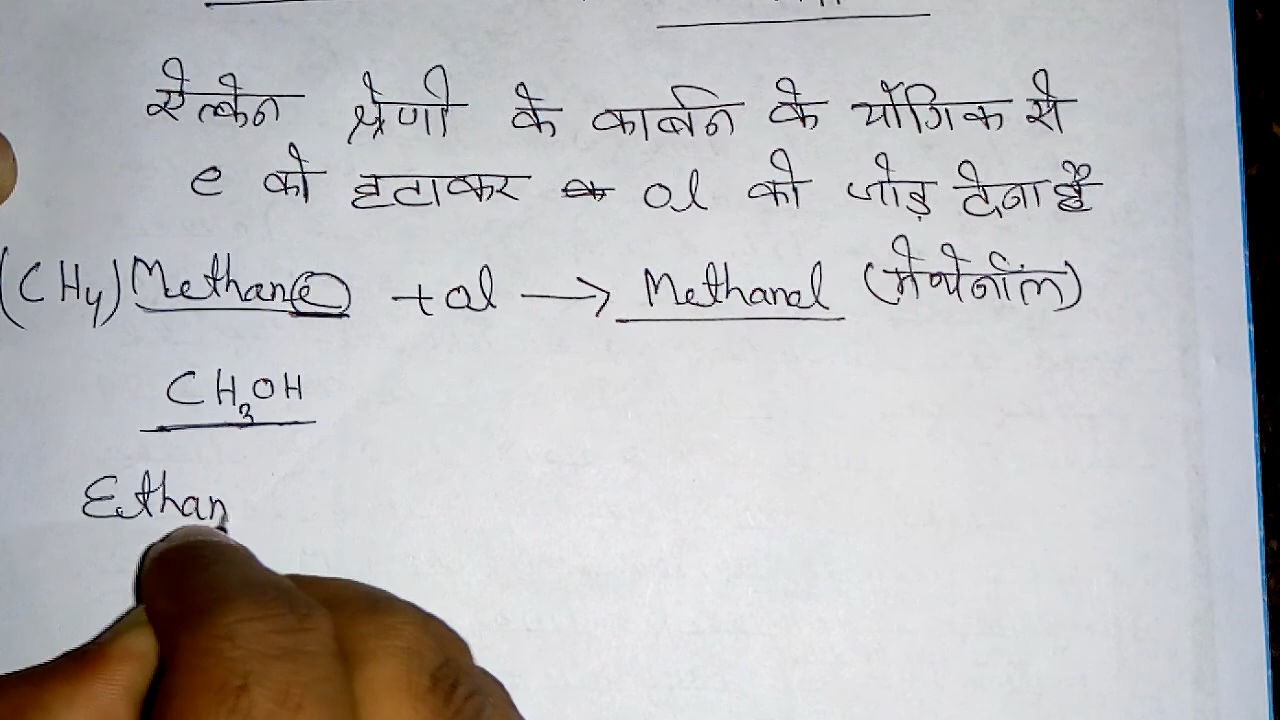 ऐल्केन श्रेणी के कार्बन के यौगिक से
e को हटाकर ol को जोड़ देना है
(CH4) Methane + ol → Methanol (मेथेनॉल)
CH3OH
Ethan